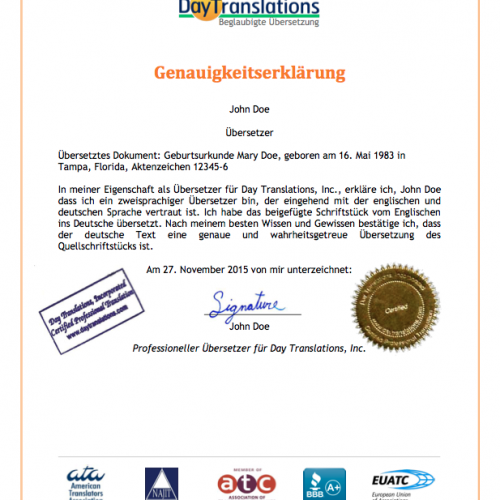 DayTranslations
Beglaubigte Übersetzung
Genauigkeitserklärung
John Doe
Übersetzer
Übersetztes Dokument: Geburtsurkunde Mary Doe, geboren am 16. Mai 1983 in
Tampa, Florida, Aktenzeichen 12345-6
In meiner Eigenschaft als Übersetzer für Day Translations, Inc., erkläre ich, John Doe
dass ich ein zweisprachiger Übersetzer bin, der eingehend mit der englischen und
deutschen Sprache vertraut ist. Ich habe das beigefügte Schriftstück vom Englischen
ins Deutsche übersetzt. Nach meinem besten Wissen und Gewissen bestätige ich, dass
der deutsche Text eine genaue und wahrheitsgetreue Übersetzung des
Quellschriftstücks ist.
Am 27. November 2015 von mir unterzeichnet:
Day Translations, Incorporated
Certified Professional Translation
www.daytranslations.com
Signature
Certified
John Doe
Professioneller Übersetzer für Day Translations, Inc.
ata
American
Translators
Association
NAJIT
MEMBER OF
atc
ASSOCIATION OF
BBB
A+
EUATC
European Union
of Associations